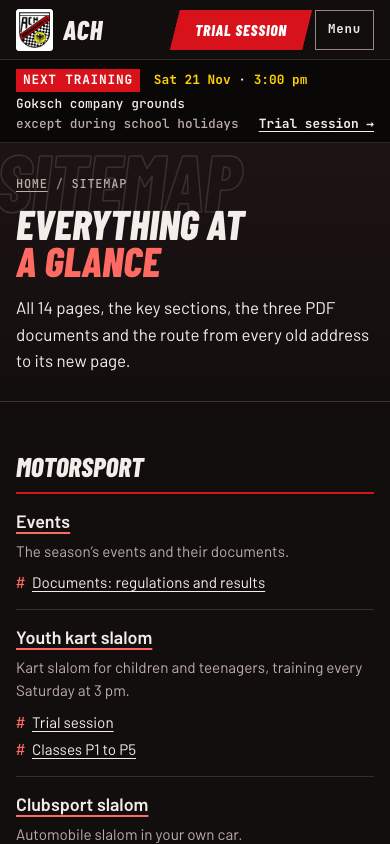 ACH
TRIAL SESSION
Menu
NEXT TRAINING Sat 21 Nov · 3:00 pm
Goksch company grounds
except during school holidays Trial session →
SITEMAP
HOME / SITEMAP
EVERYTHING AT
A GLANCE
All 14 pages, the key sections, the three PDF
documents and the route from every old address
to its new page.
MOTORSPORT
Events
The season's events and their documents.
# Documents: regulations and results
Youth kart slalom
Kart slalom for children and teenagers, training every
Saturday at 3 pm.
# Trial session
# Classes P1 to P5
Clubsport slalom
Automobile slalom in your own car.